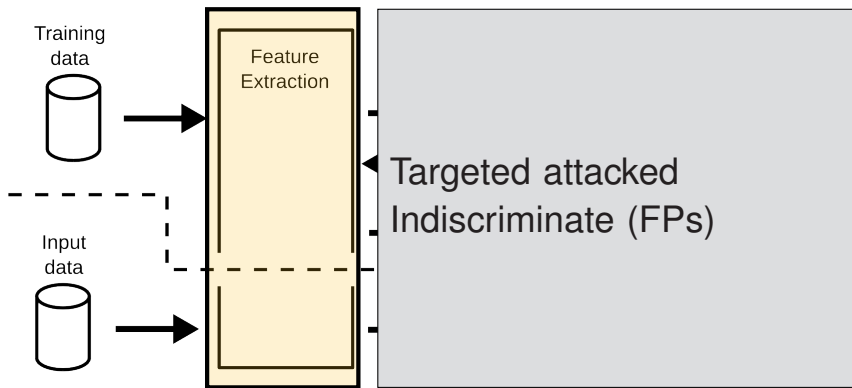 Training
data
Feature
Extraction
Targeted attacked
Indiscriminate (FPs)
Input
data